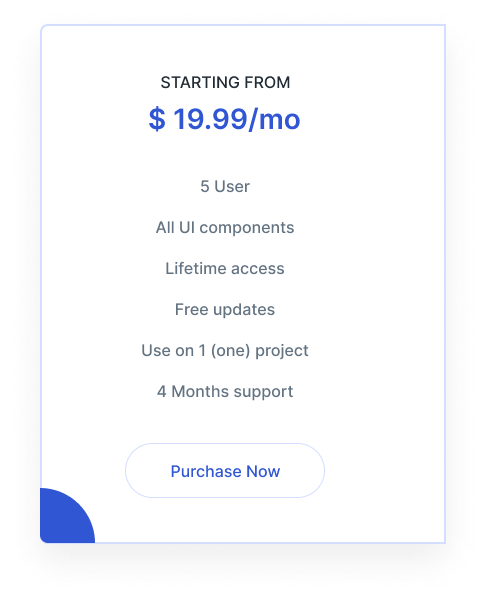 STARTING FROM
$ 19.99/mo
5 User
All UI components
Lifetime access
Free updates
Use on 1 (one) project
4 Months support
Purchase Now